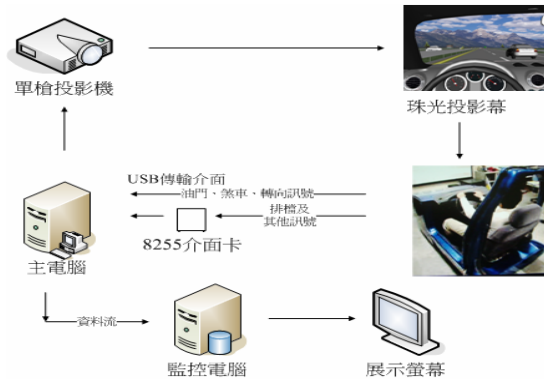 單槍投影機
珠光投影幕
USB傳輸介面
油門、煞車、轉向訊號
排檔及
其他訊號
8255介面卡
主電腦
資料流
監控電腦
展示螢幕